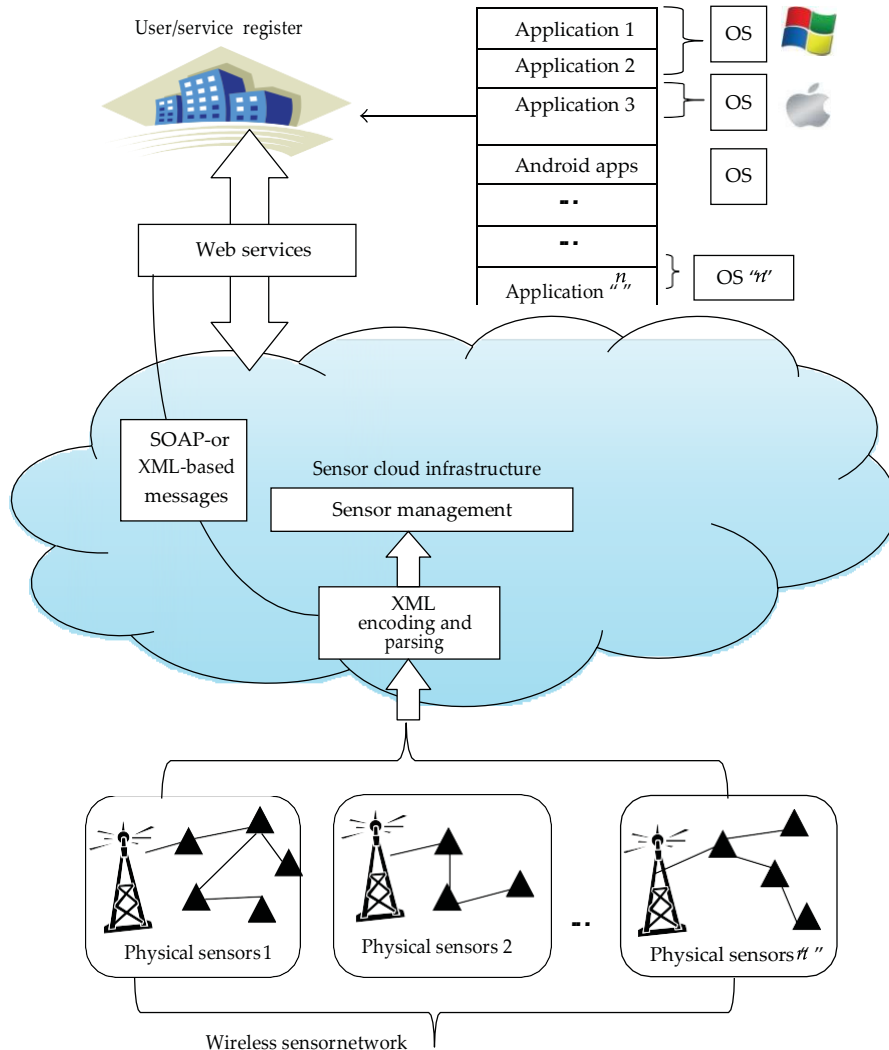 User/service register
Application 1
OS
Application 2
Application 3
OS
Android apps
OS
Web services
Application “n”
OS “n”
SOAP-or
XML-based
messages
Sensor cloud infrastructure
Sensor management
XML
encoding and
parsing
Physical sensors 1
Physical sensors 2
Physical sensors “n”
Wireless sensornetwork